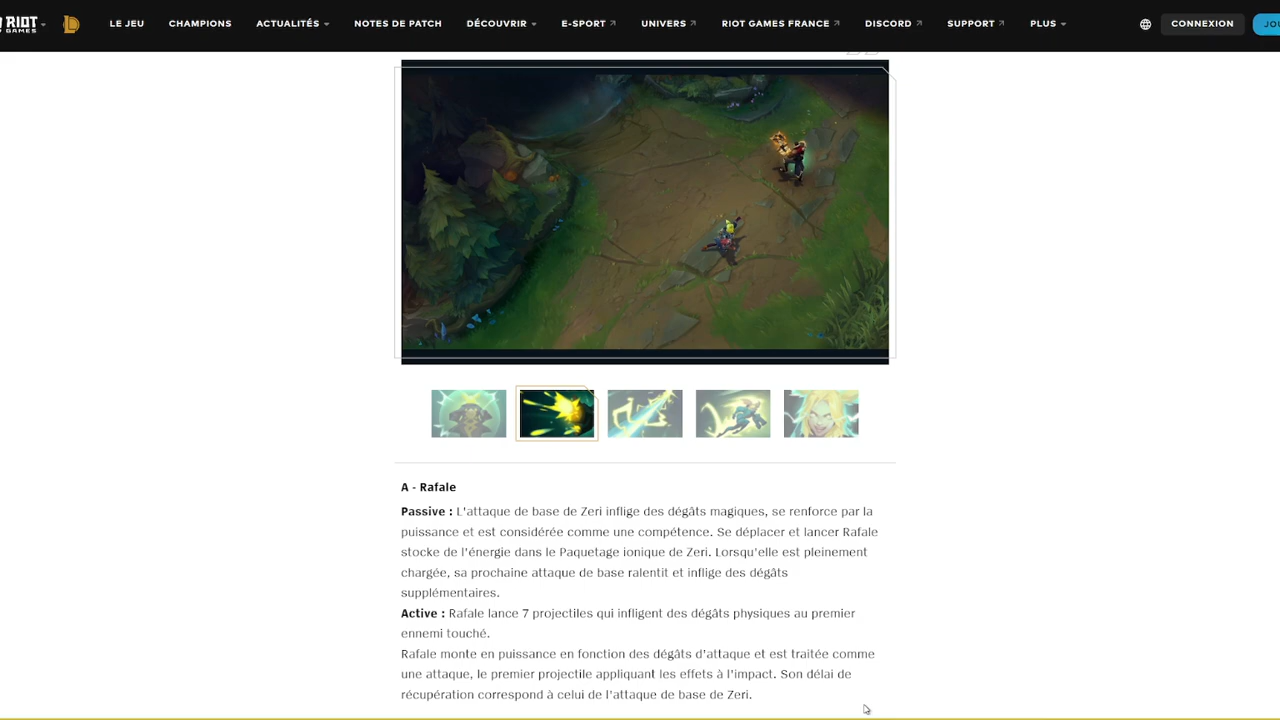 RIOT GAMES
LE JEU CHAMPIONS ACTUALITÉS NOTES DE PATCH DÉCOUVRIR E-SPORT UNIVERS RIOT GAMES FRANCE DISCORD SUPPORT PLUS CONNEXION JOU
A - Rafale
Passive : L'attaque de base de Zeri inflige des dégâts magiques, se renforce par la
puissance et est considérée comme une compétence. Se déplacer et lancer Rafale
stocke de l'énergie dans le Paquetage ionique de Zeri. Lorsqu'elle est pleinement
chargée, sa prochaine attaque de base ralentit et inflige des dégâts
supplémentaires.
Active : Rafale lance 7 projectiles qui infligent des dégâts physiques au premier
ennemi touché.
Rafale monte en puissance en fonction des dégâts d'attaque et est traitée comme
une attaque, le premier projectile appliquant les effets à l'impact. Son délai de
récupération correspond à celui de l'attaque de base de Zeri.